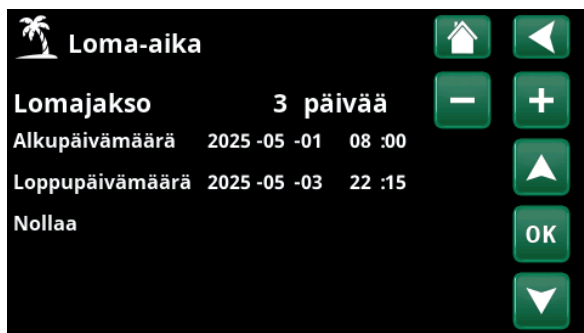 Loma-aika
Lomajakso 3 päivää
Alkupäivämäärä 2025 -05 -01 08 :00
Loppupäivämäärä 2025 -05 -03 22 :15
Nollaa
OK